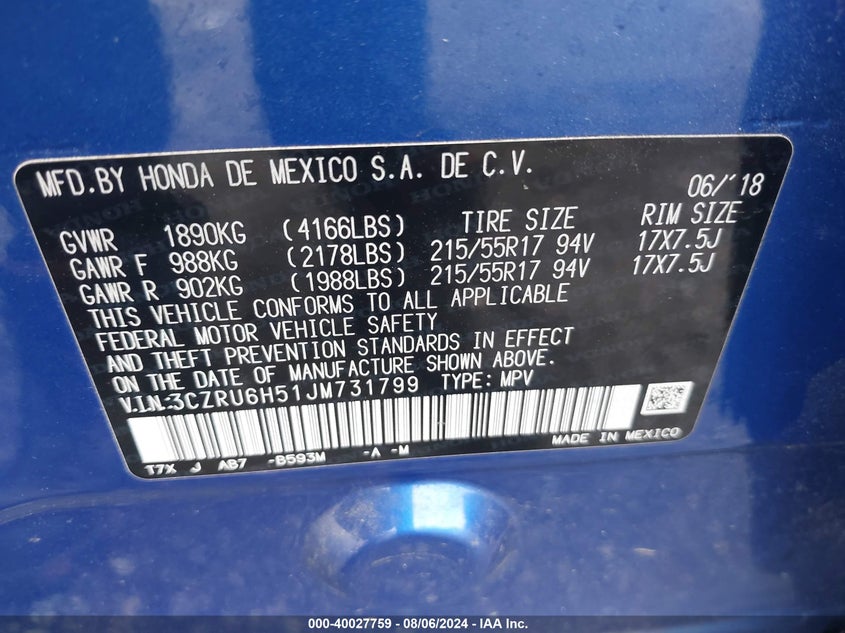 MFD.BY HONDA DE MEXICO S.A. DE C.V. 06/'18
GVWR 1890KG (4166LBS) TIRE SIZE RIM SIZE
GAWR F 988KG (2178LBS) 215/55R17 94V 17X7.5J
GAWR R 902KG (1988LBS) 215/55R17 94V 17X7.5J
THIS VEHICLE CONFORMS TO ALL APPLICABLE
FEDERAL MOTOR VEHICLE SAFETY
AND THEFT PREVENTION STANDARDS IN EFFECT
ON THE DATE OF MANUFACTURE SHOWN ABOVE.
V.I.N.:3CZRU6H51JM731799 TYPE: MPV
MADE IN MEXICO
T7X J AB7 -B593M -A -M
000-40027759 - 08/06/2024 - IAA Inc.